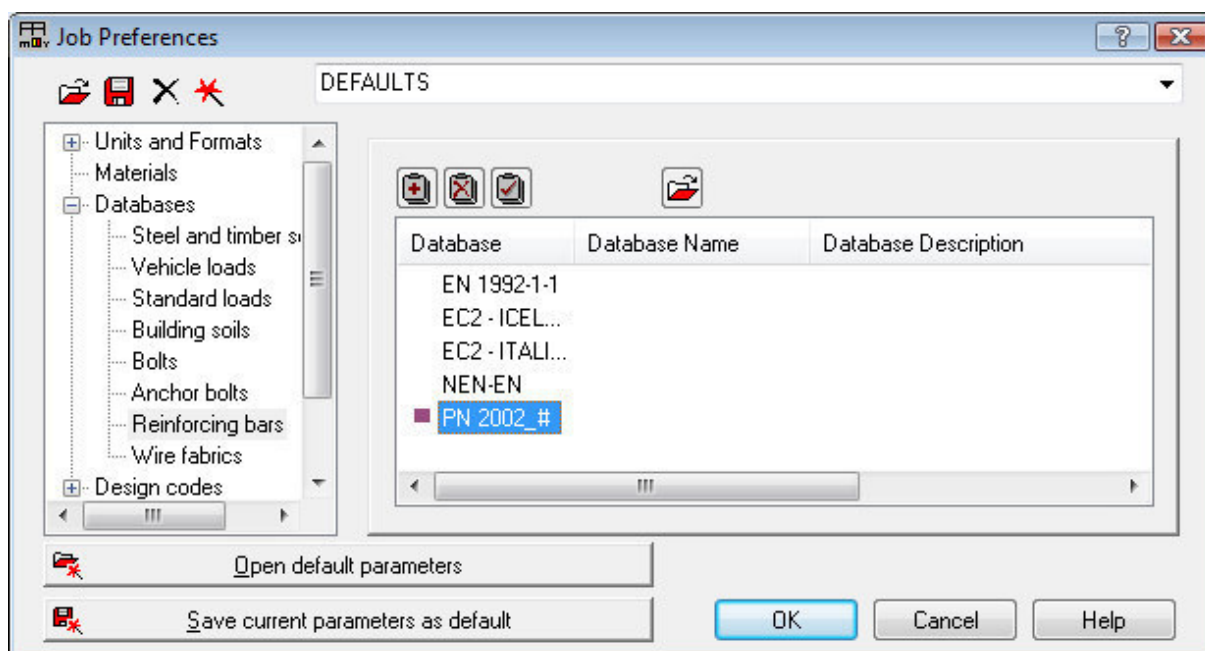 Job Preferences
DEFAULTS
Units and Formats
Materials
Databases
Steel and timber s
Vehicle loads
Standard loads
Building soils
Bolts
Anchor bolts
Reinforcing bars
Wire fabrics
Design codes
Database Database Name Database Description
EN 1992-1-1
EC2 - ICEL...
EC2 - ITALI...
NEN-EN
PN 2002_#
Open default parameters
Save current parameters as default
OK Cancel Help